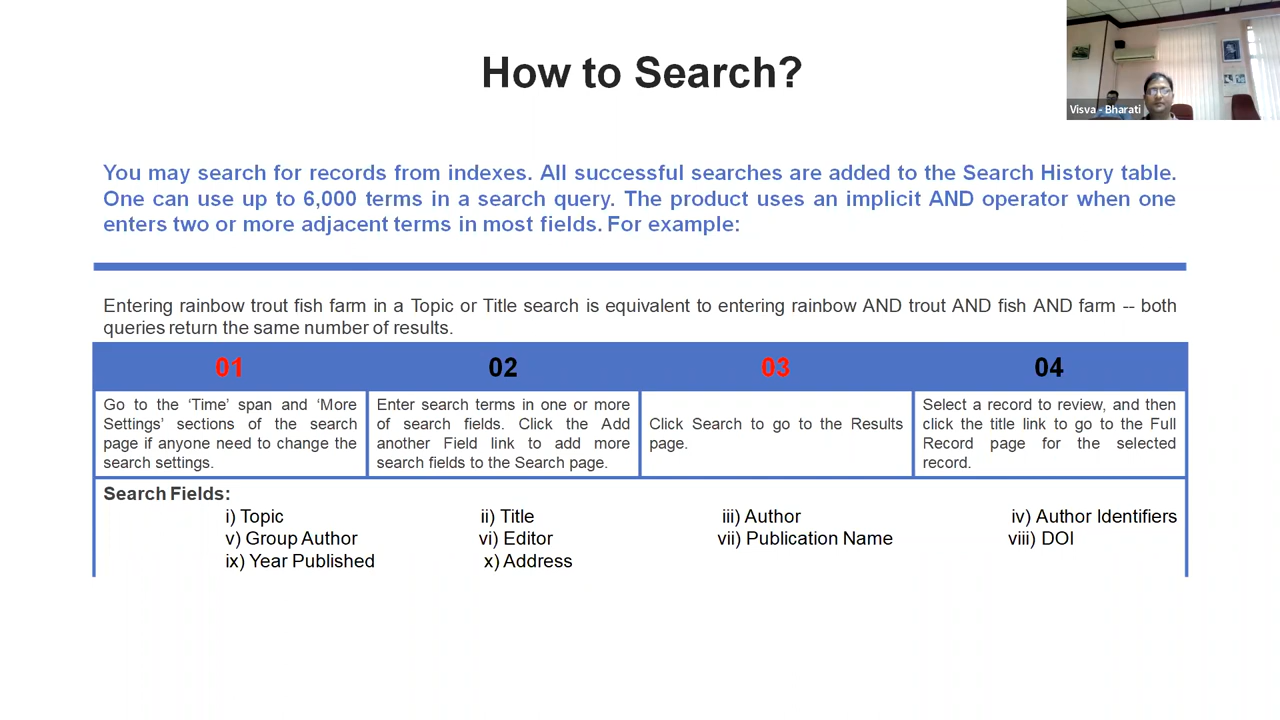 How to Search?
Visva - Bharati
You may search for records from indexes. All successful searches are added to the Search History table.
One can use up to 6,000 terms in a search query. The product uses an implicit AND operator when one
enters two or more adjacent terms in most fields. For example:
Entering rainbow trout fish farm in a Topic or Title search is equivalent to entering rainbow AND trout AND fish AND farm -- both
queries return the same number of results.
01 02 03 04
Go to the ‘Time’ span and ‘More
Settings’ sections of the search
page if anyone need to change the
search settings.
Enter search terms in one or more
of search fields. Click the Add
another Field link to add more
search fields to the Search page.
Click Search to go to the Results
page.
Select a record to review, and then
click the title link to go to the Full
Record page for the selected
record.
Search Fields:
i) Topic ii) Title iii) Author iv) Author Identifiers
v) Group Author vi) Editor vii) Publication Name viii) DOI
ix) Year Published x) Address